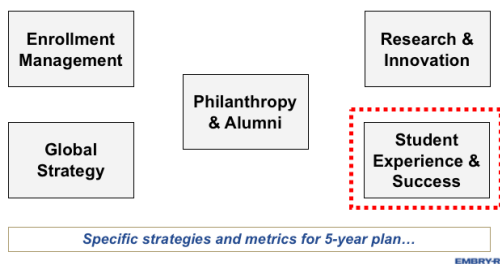 Enrollment
Management
Research &
Innovation
Philanthropy
& Alumni
Global
Strategy
Student
Experience &
Success
Specific strategies and metrics for 5-year plan…
EMBRY-R